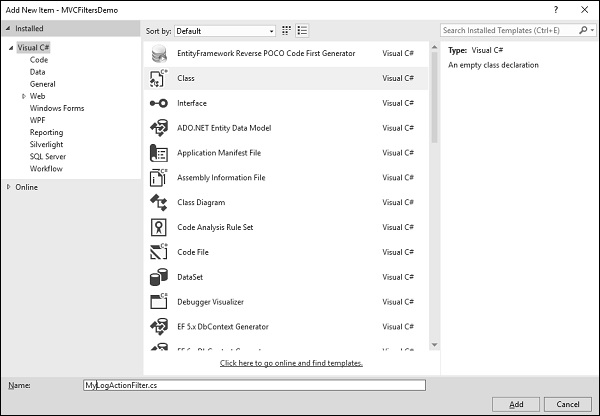 Add New Item - MVCFiltersDemo
Installed
Visual C#
Code
Data
General
Web
Windows Forms
WPF
Reporting
Silverlight
SQL Server
Workflow
Online
Sort by: Default
EntityFramework Reverse POCO Code First Generator Visual C#
Class Visual C#
Interface Visual C#
ADO.NET Entity Data Model Visual C#
Application Manifest File Visual C#
Assembly Information File Visual C#
Class Diagram Visual C#
Code Analysis Rule Set Visual C#
Code File Visual C#
DataSet Visual C#
Debugger Visualizer Visual C#
EF 5.x DbContext Generator Visual C#
Click here to go online and find templates.
Search Installed Templates (Ctrl+E)
Type: Visual C#
An empty class declaration
Name: MyLogActionFilter.cs
Add Cancel